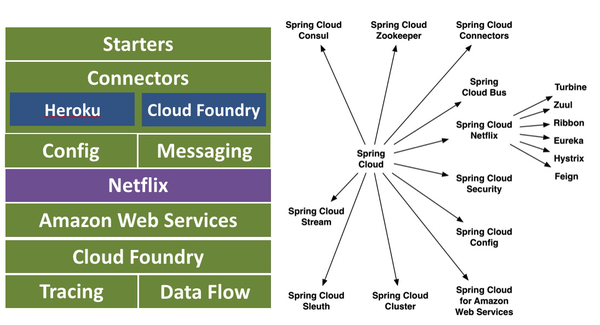 Starters
Connectors
Heroku
Cloud Foundry
Config
Messaging
Netflix
Amazon Web Services
Cloud Foundry
Tracing
Data Flow
Spring Cloud
Consul
Spring Cloud
Zookeeper
Spring Cloud
Connectors
Spring
Cloud Bus
Spring Cloud
Netflix
Turbine
Zuul
Ribbon
Eureka
Hystrix
Feign
Spring
Cloud
Spring Cloud
Security
Spring Cloud
Stream
Spring Cloud
Config
Spring Cloud
Sleuth
Spring Cloud
Cluster
Spring Cloud
for Amazon
Web Services